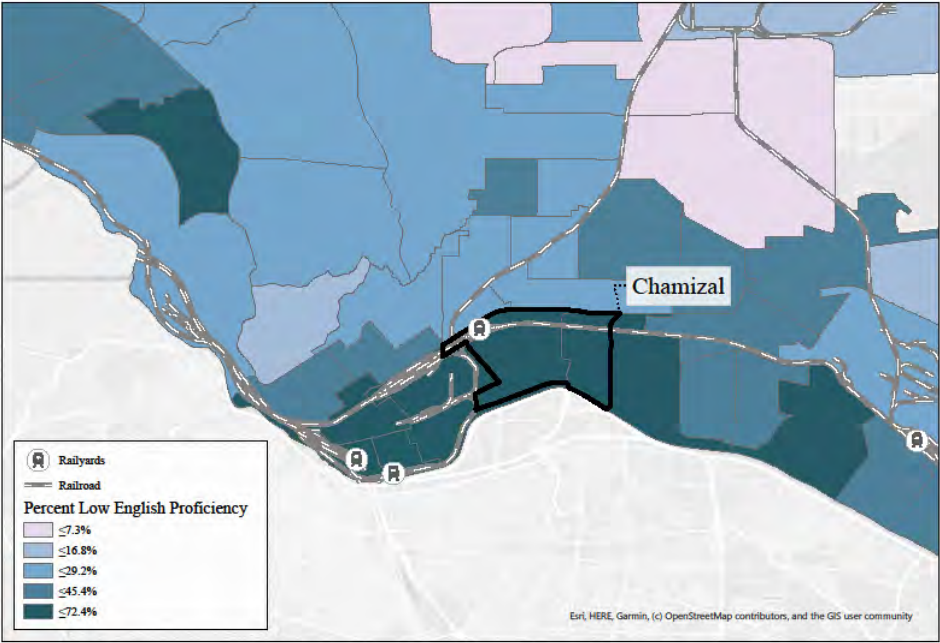 Chamizal
Railyards
Railroad
Percent Low English Proficiency
≤7.3%
≤16.8%
≤29.2%
≤45.4%
≤72.4%
Esri, HERE, Garmin, (c) OpenStreetMap contributors, and the GIS user community